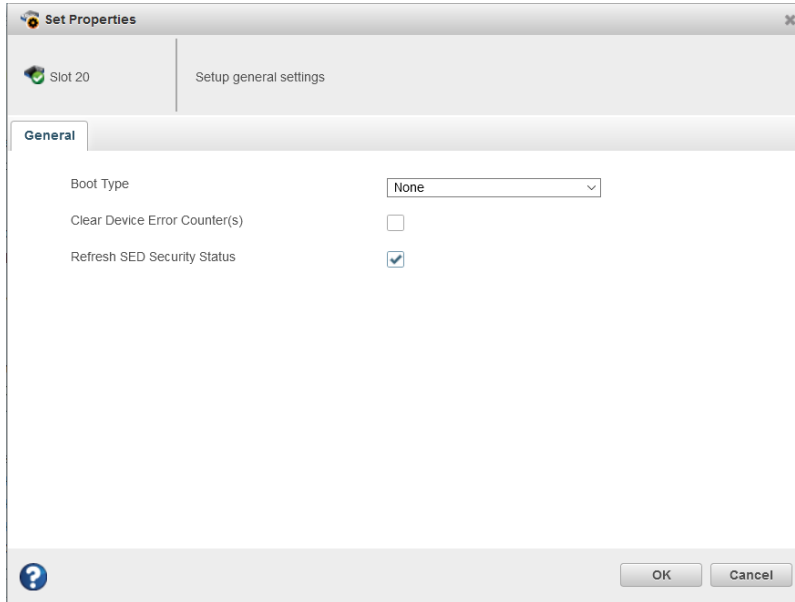 Set Properties
Slot 20
Setup general settings
General
Boot Type
None
Clear Device Error Counter(s)
Refresh SED Security Status
?
OK
Cancel